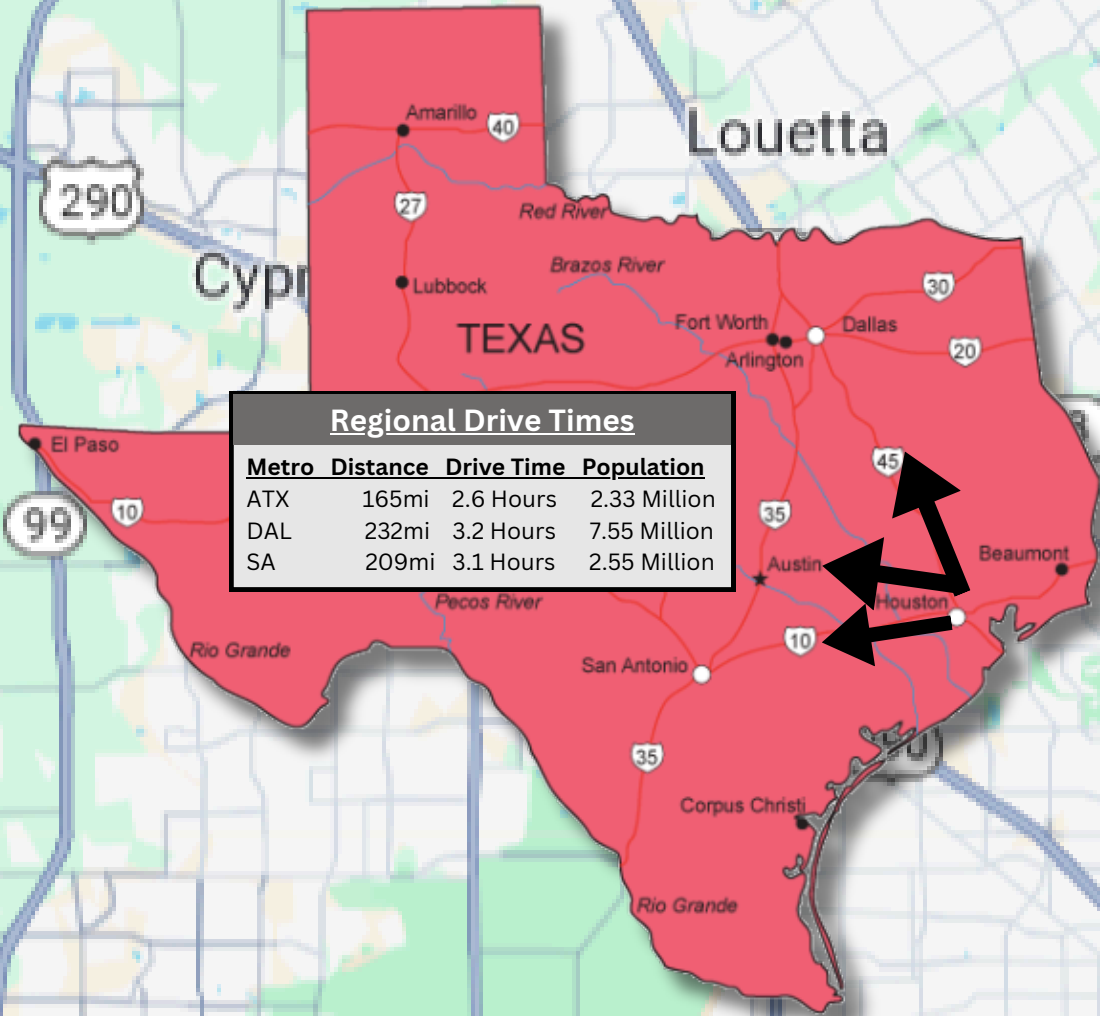 Amarillo
40
Louetta
290
27
Red River
Cypr
Brazos River
Lubbock
30
TEXAS
Fort Worth
Dallas
Arlington
20
Regional Drive Times
Metro Distance Drive Time Population
ATX 165mi 2.6 Hours 2.33 Million
DAL 232mi 3.2 Hours 7.55 Million
SA 209mi 3.1 Hours 2.55 Million
El Paso
45
99
10
35
Beaumont
Austin
Pecos River
Houston
10
Rio Grande
San Antonio
35
Corpus Christi
Rio Grande